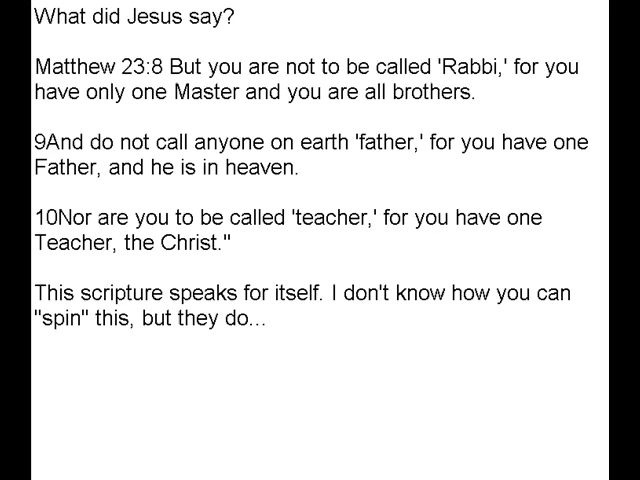 What did Jesus say?
Matthew 23:8 But you are not to be called 'Rabbi,' for you
have only one Master and you are all brothers.
9And do not call anyone on earth 'father,' for you have one
Father, and he is in heaven.
10Nor are you to be called 'teacher,' for you have one
Teacher, the Christ."
This scripture speaks for itself. I don't know how you can
"spin" this, but they do...